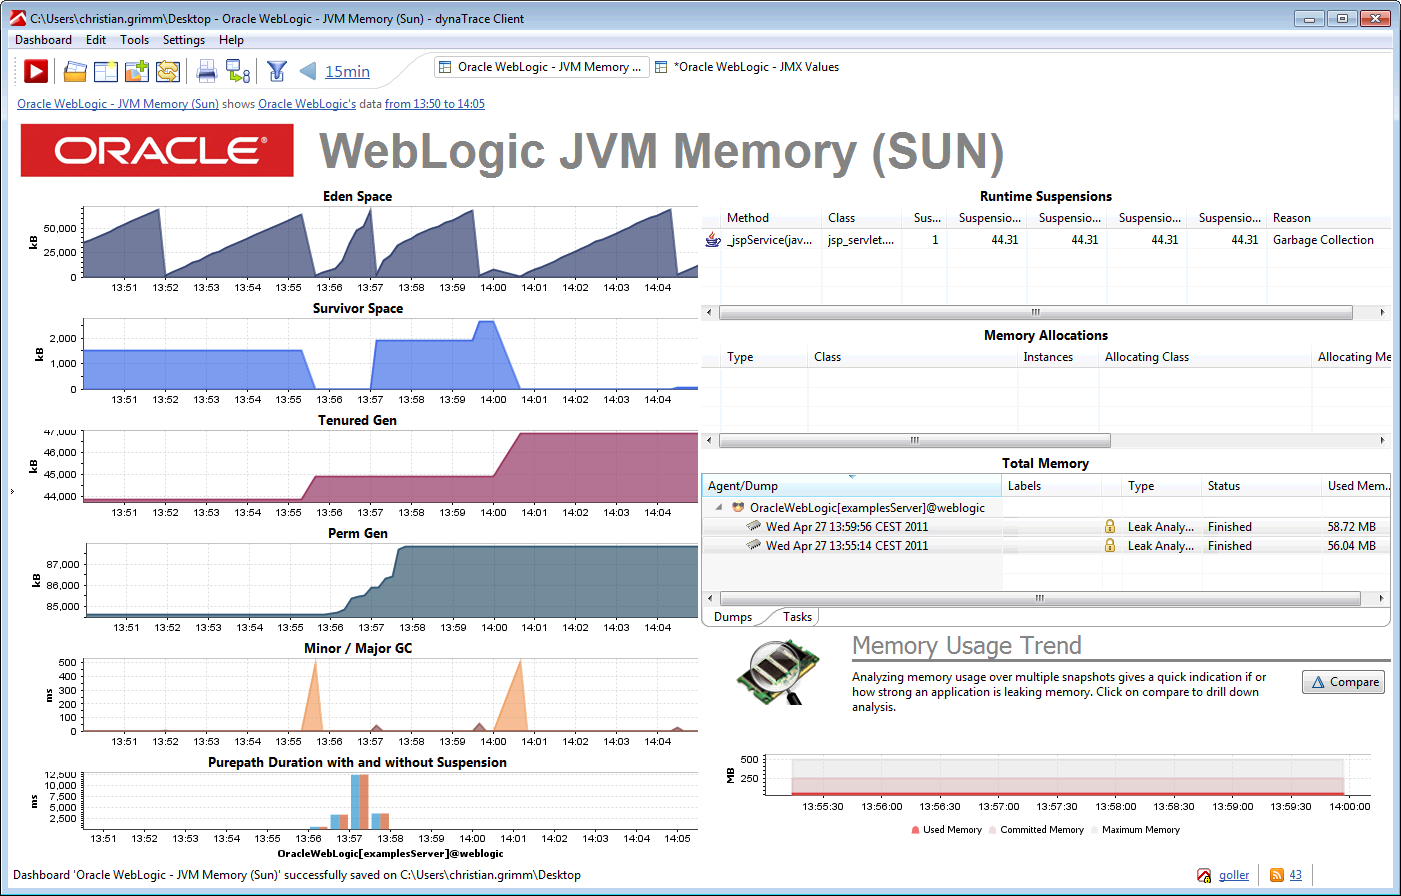 C:\Users\christian.grimm\Desktop - Oracle WebLogic - JVM Memory (Sun) - dynaTrace Client
Dashboard Edit Tools Settings Help
15min
Oracle WebLogic - JVM Memory ... *Oracle WebLogic - JMX Values
Oracle WebLogic - JVM Memory (Sun) shows Oracle WebLogic's data from 13:50 to 14:05
ORACLE® WebLogic JVM Memory (SUN)
Eden Space
kB
50,000
25,000
0
13:51 13:52 13:53 13:54 13:55 13:56 13:57 13:58 13:59 14:00 14:01 14:02 14:03 14:04
Survivor Space
kB
2,000
1,000
0
13:51 13:52 13:53 13:54 13:55 13:56 13:57 13:58 13:59 14:00 14:01 14:02 14:03 14:04
Tenured Gen
kB
47,000
46,000
45,000
44,000
13:51 13:52 13:53 13:54 13:55 13:56 13:57 13:58 13:59 14:00 14:01 14:02 14:03 14:04
Perm Gen
kB
87,000
86,000
85,000
13:51 13:52 13:53 13:54 13:55 13:56 13:57 13:58 13:59 14:00 14:01 14:02 14:03 14:04
Minor / Major GC
ms
500
400
300
200
100
0
13:51 13:52 13:53 13:54 13:55 13:56 13:57 13:58 13:59 14:00 14:01 14:02 14:03 14:04
Purepath Duration with and without Suspension
ms
12,500
10,000
7,500
5,000
2,500
13:51 13:52 13:53 13:54 13:55 13:56 13:57 13:58 13:59 14:00 14:01 14:02 14:03 14:04 14:05
OracleWebLogic[examplesServer]@weblogic
Runtime Suspensions
Method Class Sus... Suspensio... Suspensio... Suspensio... Suspensio... Reason
_jspService(jav... jsp_servlet.... 1 44.31 44.31 44.31 44.31 Garbage Collection
Memory Allocations
Type Class Instances Allocating Class Allocating Me
Total Memory
Agent/Dump Labels Type Status Used Mem..
OracleWebLogic[examplesServer]@weblogic
Wed Apr 27 13:59:56 CEST 2011 Leak Analy... Finished 58.72 MB
Wed Apr 27 13:55:14 CEST 2011 Leak Analy... Finished 56.04 MB
Dumps Tasks
Memory Usage Trend
Analyzing memory usage over multiple snapshots gives a quick indication if or
how strong an application is leaking memory. Click on compare to drill down
analysis.
Compare
MB
500
250
13:55:30 13:56:00 13:56:30 13:57:00 13:57:30 13:58:00 13:58:30 13:59:00 13:59:30 14:00:00
Used Memory Committed Memory Maximum Memory
Dashboard 'Oracle WebLogic - JVM Memory (Sun)' successfully saved on C:\Users\christian.grimm\Desktop
goller 43